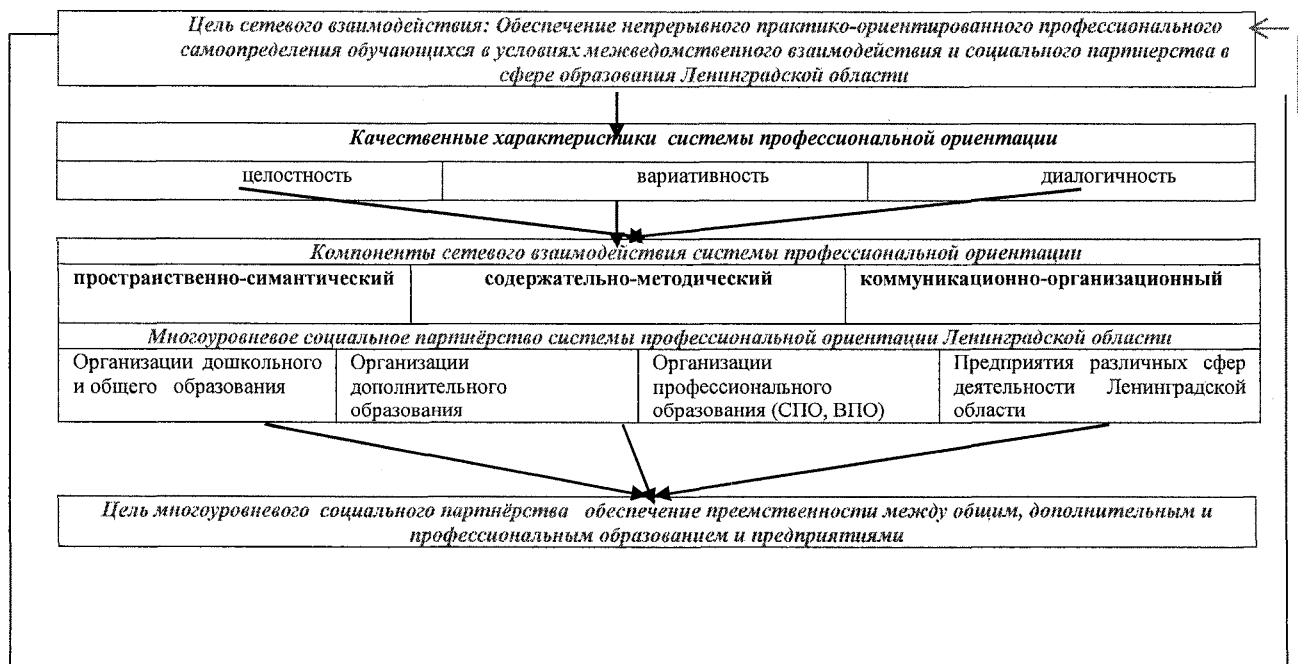 Цель сетевого взаимодействия: Обеспечение непрерывного практико-ориентированного профессионального
самоопределения обучающихся в условиях межведомственного взаимодействия и социального партнерства в
сфере образования Ленинградской области
Качественные характеристики системы профессиональной ориентации
целостность
вариативность
диалогичность
Компоненты сетевого взаимодействия системы профессиональной ориентации
пространственно-симантический
содержательно-методический
коммуникационно-организационный
Многоуровневое социальное партнёрство системы профессиональной ориентации Ленинградской области
Организации дошкольного
и общего образования
Организации
дополнительного
образования
Организации
профессионального
образования (СПО, ВПО)
Предприятия различных сфер
деятельности Ленинградской
области
Цель многоуровневого социального партнёрства обеспечение преемственности между общим, дополнительным и
профессиональным образованием и предприятиями